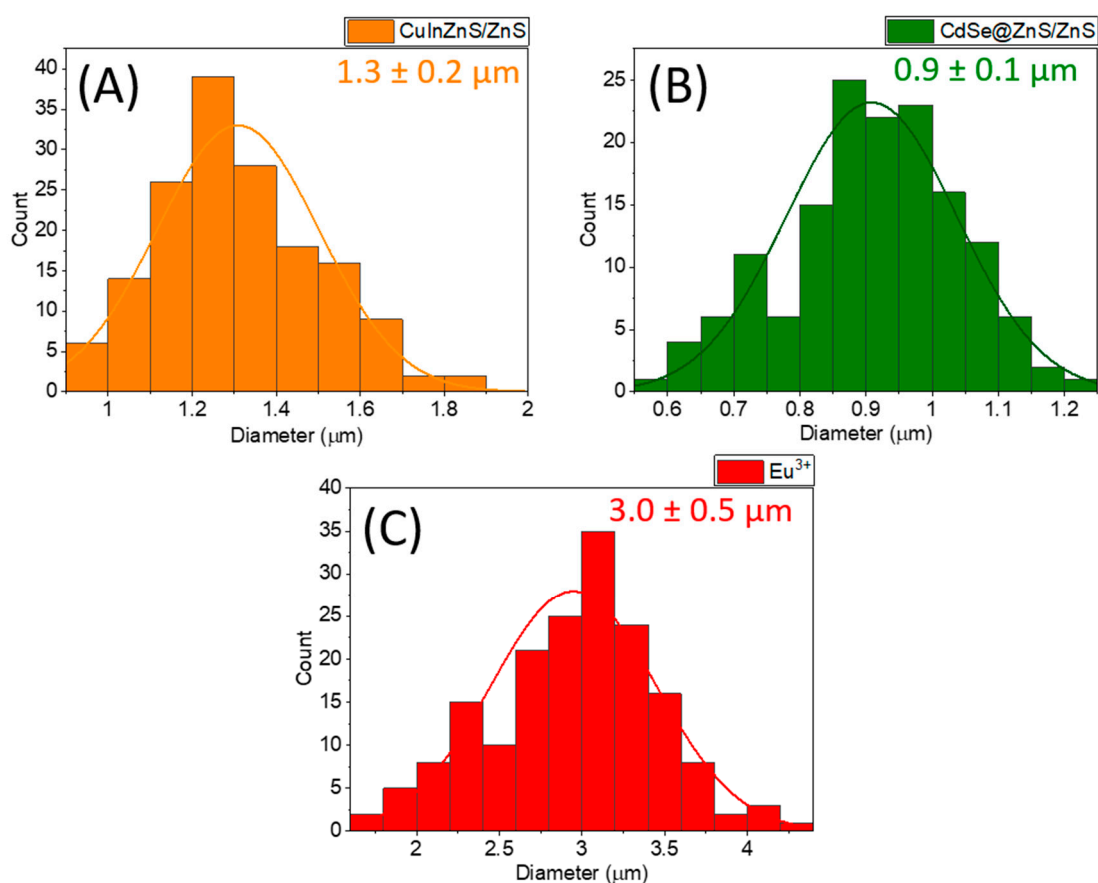 CuInZnS/ZnS
(A)
1.3 ± 0.2 µm
40
35
30
25
20
15
10
5
0
Count
1
1.2
1.4
1.6
1.8
2
Diameter (µm)
CdSe@ZnS/ZnS
(B)
0.9 ± 0.1 µm
25
20
15
10
5
0
Count
0.6
0.7
0.8
0.9
1
1.1
1.2
Diameter (µm)
Eu³⁺
(C)
3.0 ± 0.5 µm
40
35
30
25
20
15
10
5
0
Count
2
2.5
3
3.5
4
Diameter (µm)